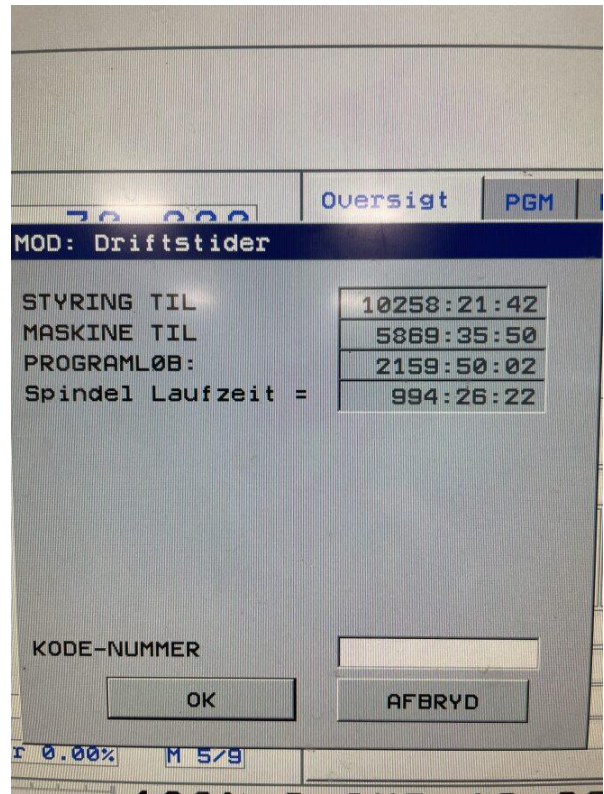 Oversigt PGM
MOD: Driftstider
STYRING TIL 10258:21:42
MASKINE TIL 5869:35:50
PROGRAMLØB: 2159:50:02
Spindel Laufzeit = 994:26:22
KODE-NUMMER
OK AFBRYD
0.00% M 5/9